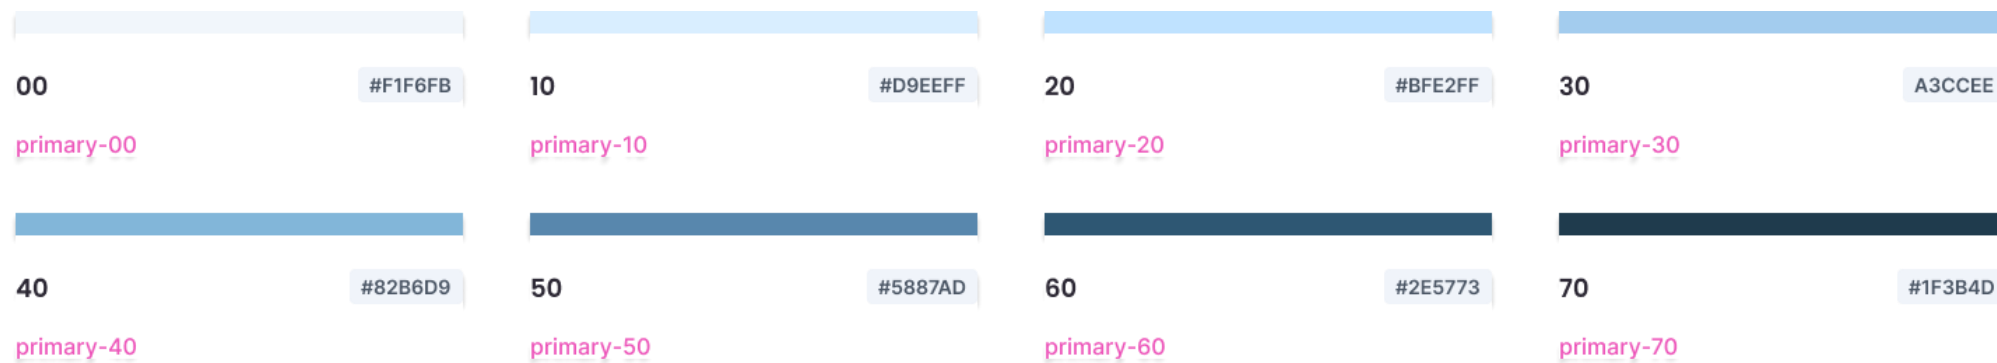 00 #F1F6FB 10 #D9EEFF 20 #BFE2FF 30 A3CCEE
primary-00 primary-10 primary-20 primary-30
40 #82B6D9 50 #5887AD 60 #2E5773 70 #1F3B4D
primary-40 primary-50 primary-60 primary-70